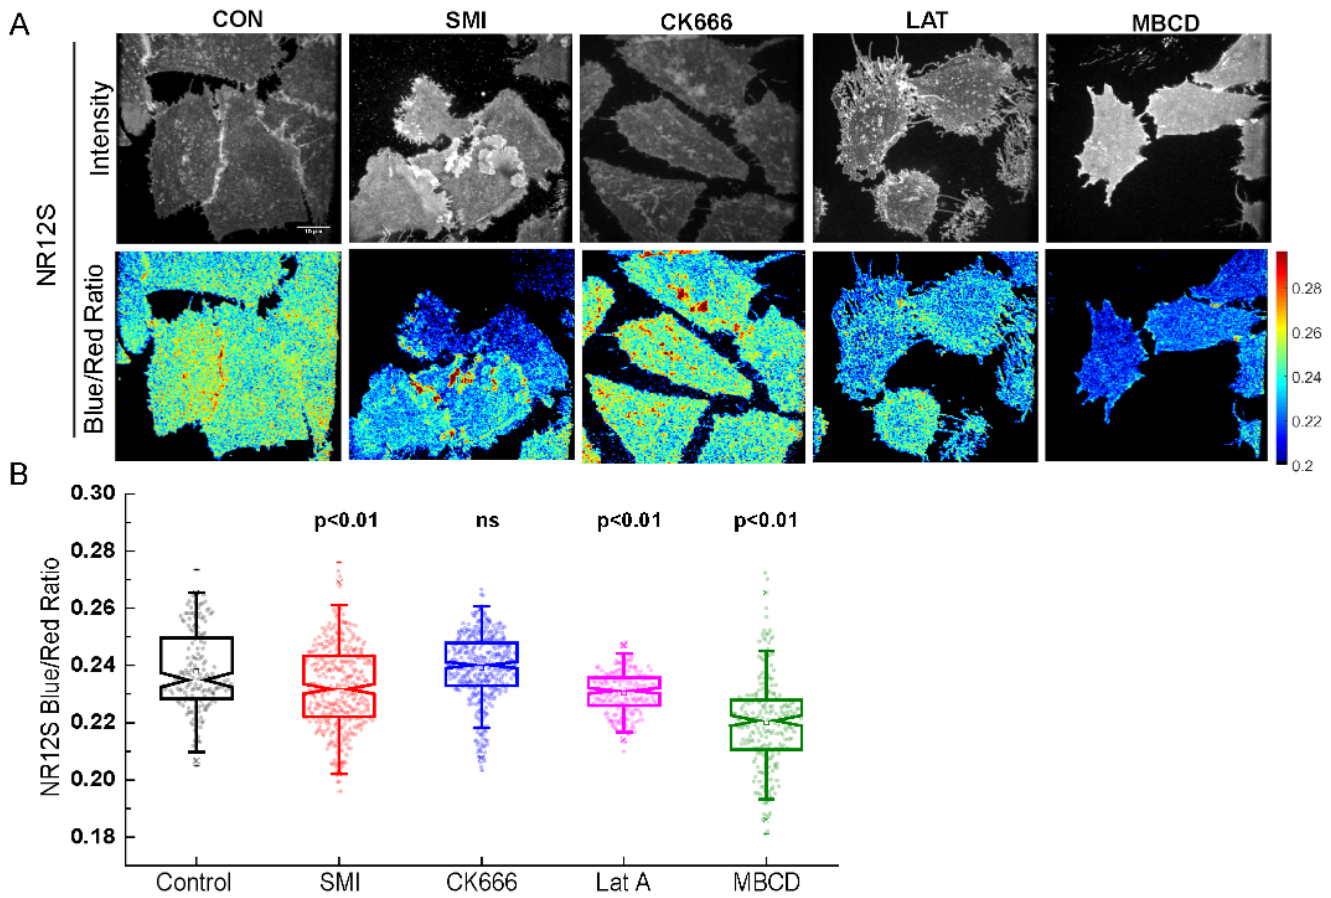 A
CON
SMI
CK666
LAT
MBCD
NR12S
Intensity
Blue/Red Ratio
0.28
0.26
0.24
0.22
0.2
B
NR12S Blue/Red Ratio
0.30
0.28
0.26
0.24
0.22
0.20
0.18
p<0.01
ns
p<0.01
p<0.01
Control
SMI
CK666
Lat A
MBCD